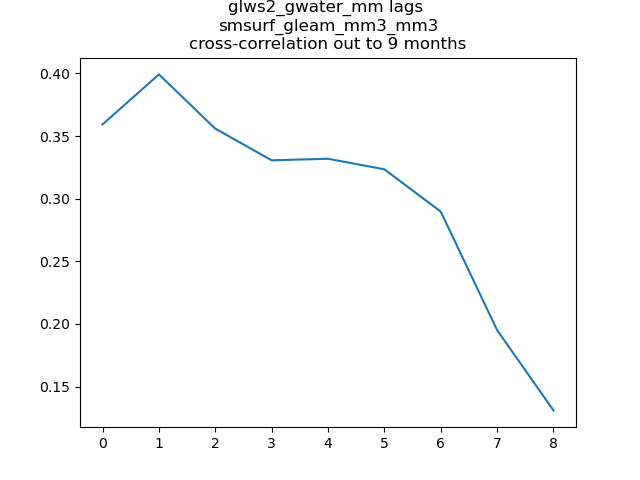 glws2_gwater_mm lags
smsurf_gleam_mm3_mm3
cross-correlation out to 9 months
0.40
0.35
0.30
0.25
0.20
0.15
0 1 2 3 4 5 6 7 8